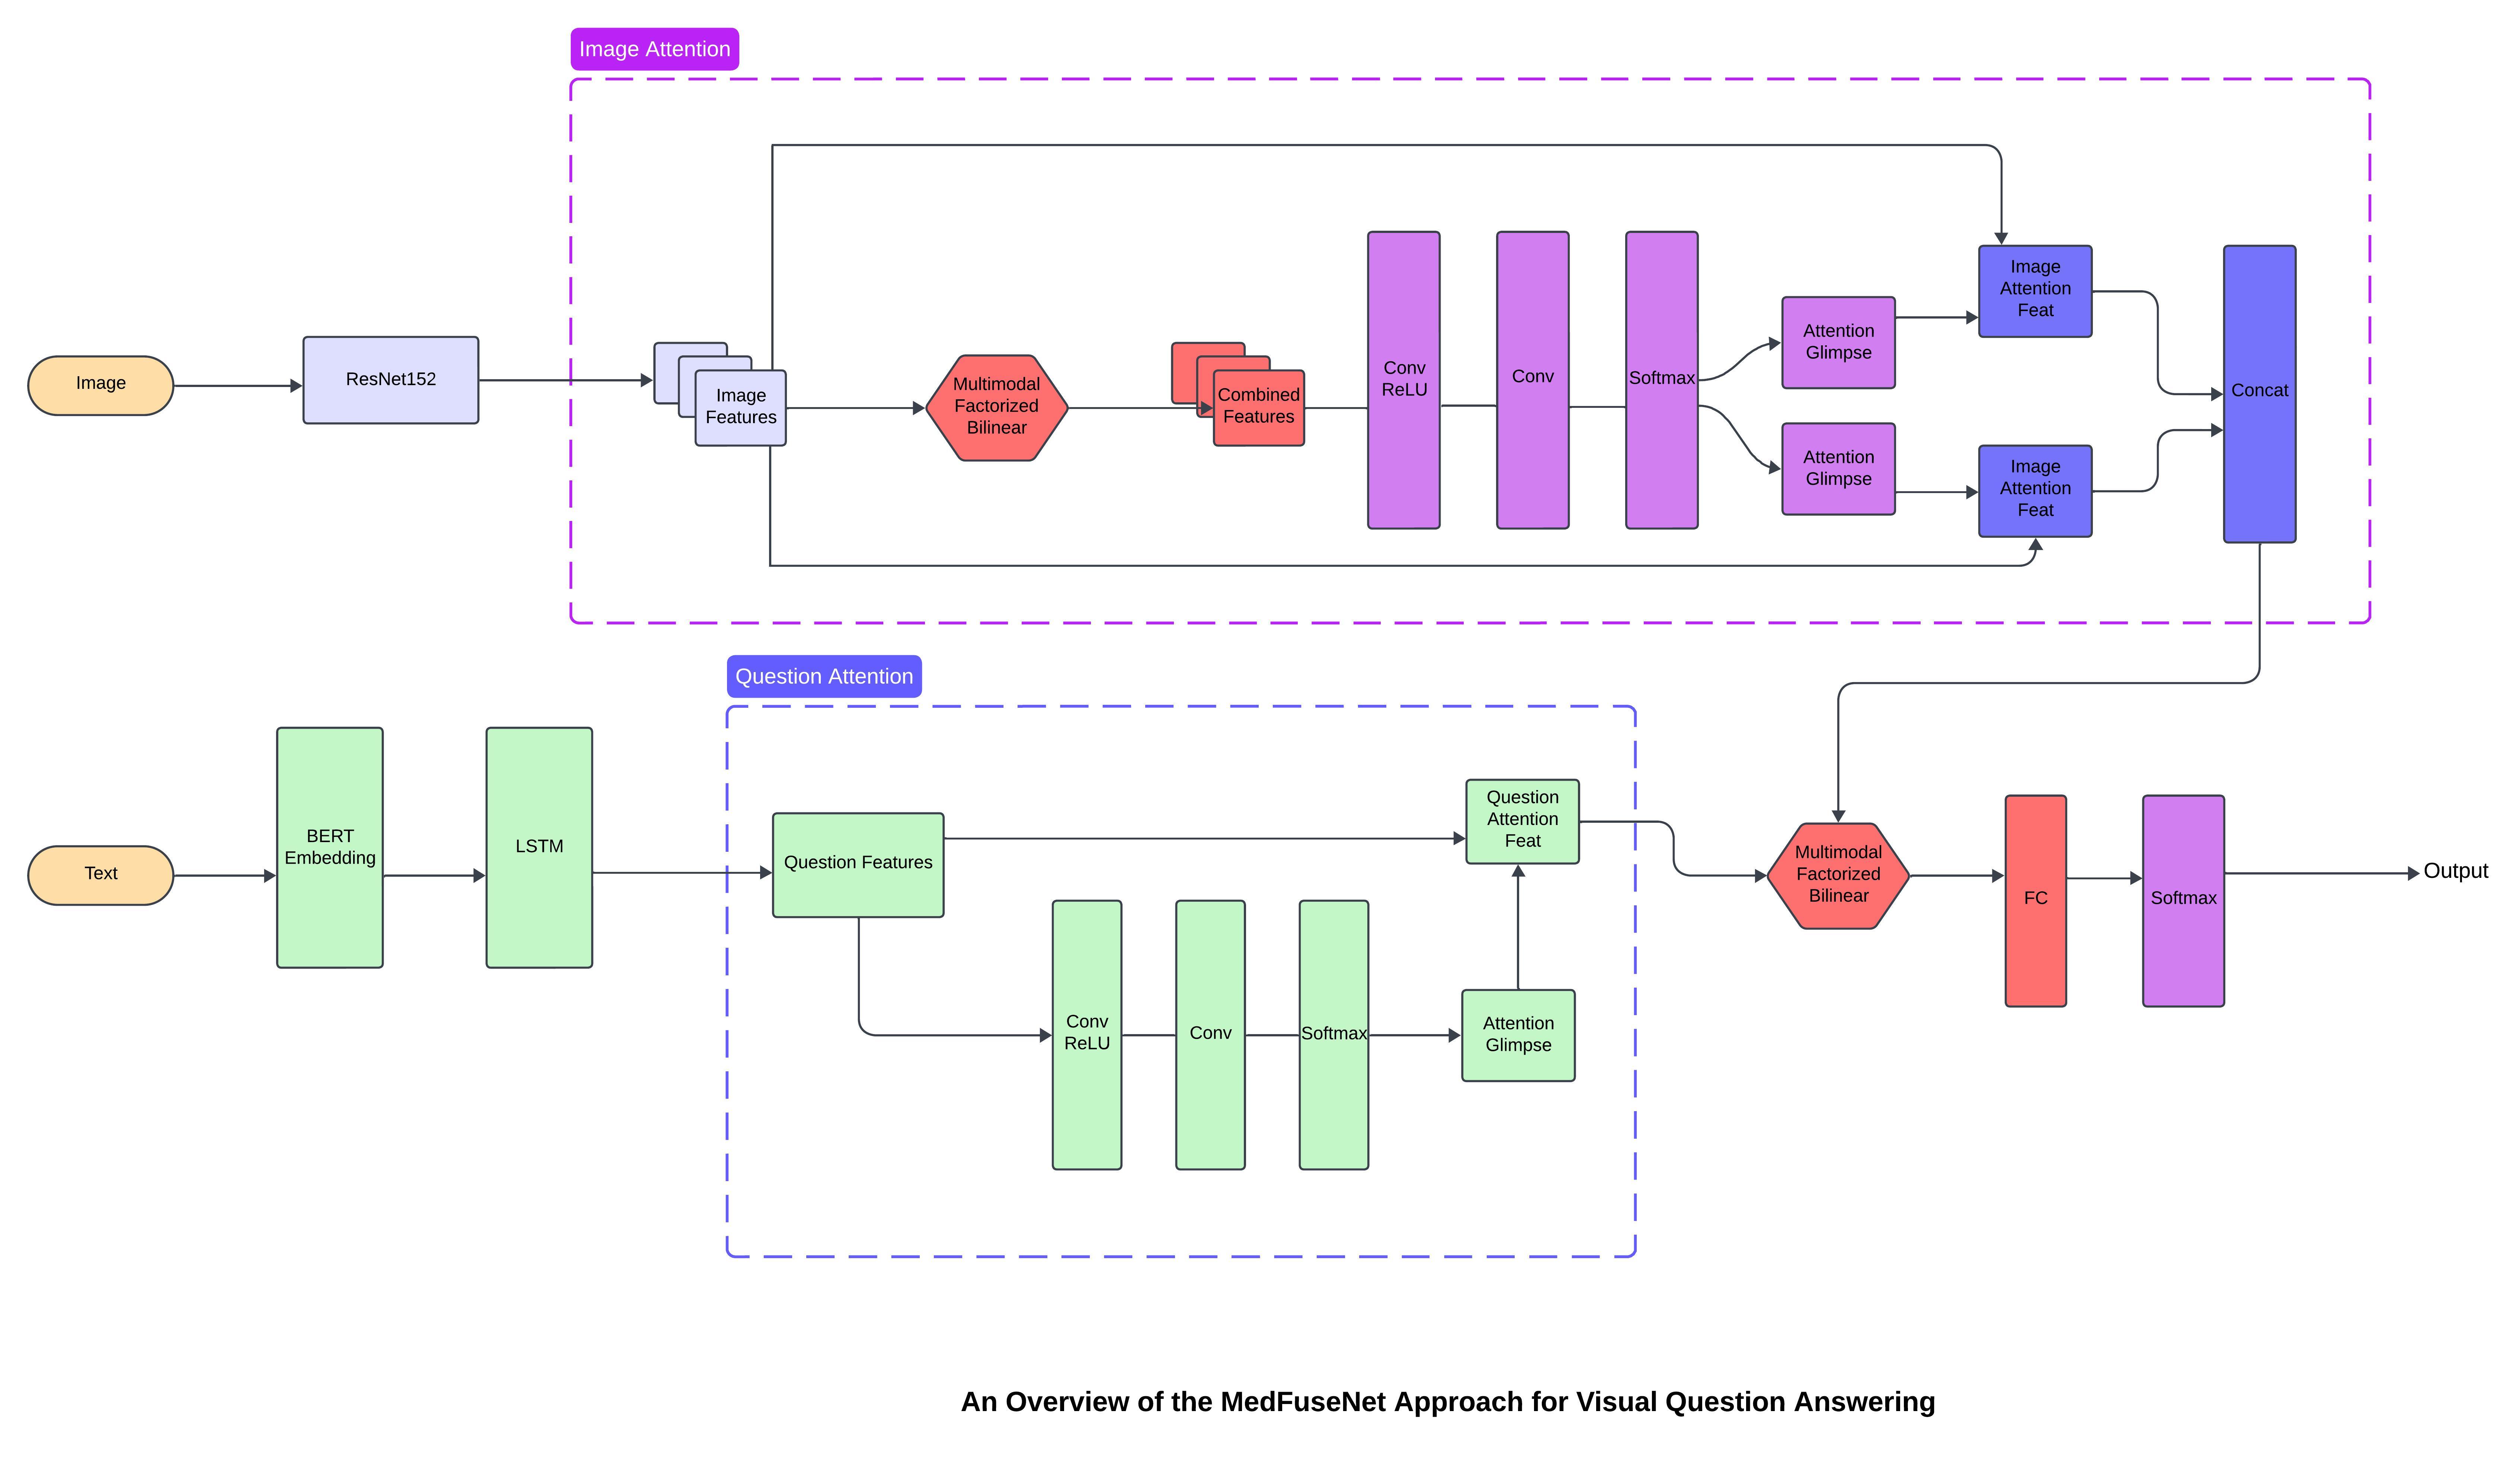 Image Attention
Image
ResNet152
Image
Features
Multimodal
Factorized
Bilinear
Combined
Features
Conv
ReLU
Conv
Softmax
Attention
Glimpse
Attention
Glimpse
Image
Attention
Feat
Image
Attention
Feat
Concat
Question Attention
Text
BERT
Embedding
LSTM
Question Features
Conv
ReLU
Conv
Softmax
Attention
Glimpse
Question
Attention
Feat
Multimodal
Factorized
Bilinear
FC
Softmax
Output
An Overview of the MedFuseNet Approach for Visual Question Answering